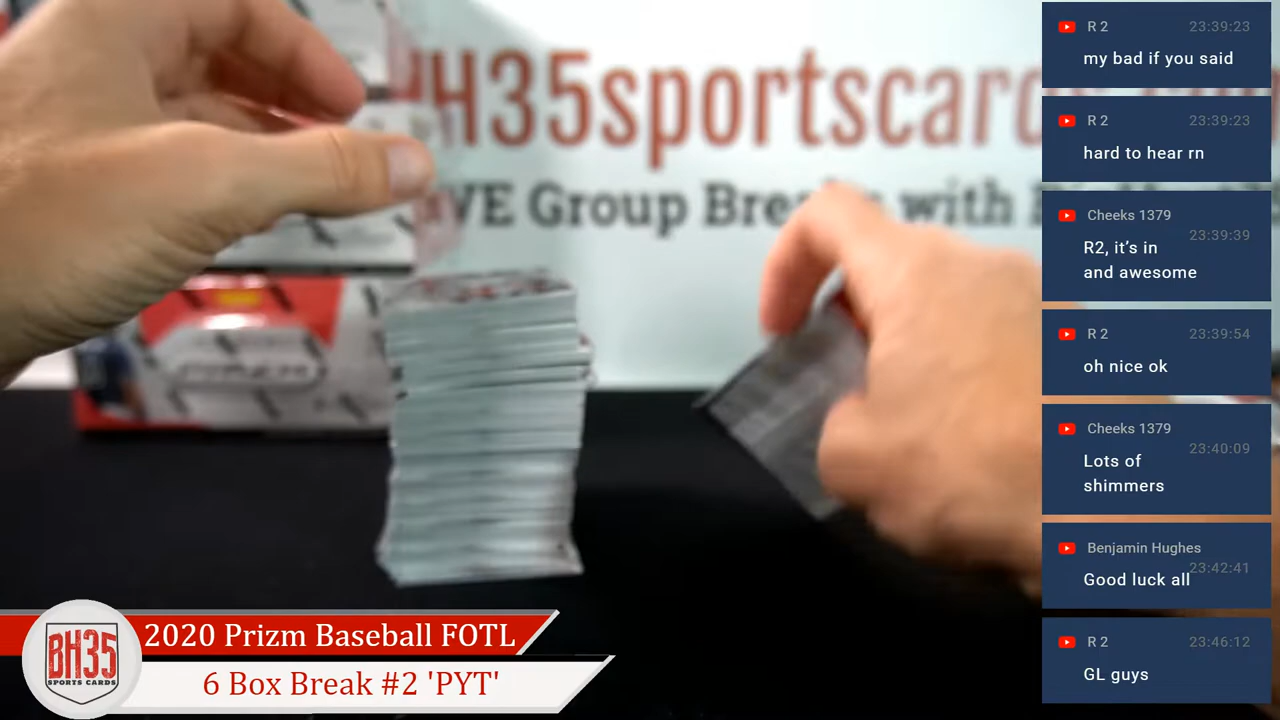 H35sportscard
VE Group Bre
with
R 2
23:39:23
my bad if you said
R 2
23:39:23
hard to hear rn
Cheeks 1379
23:39:39
R2, it’s in
and awesome
R 2
23:39:54
oh nice ok
Cheeks 1379
23:40:09
Lots of
shimmers
Benjamin Hughes
23:42:41
Good luck all
R 2
23:46:12
GL guys
BH35
SPORTS CARDS
2020 Prizm Baseball FOTL
6 Box Break #2 'PYT'